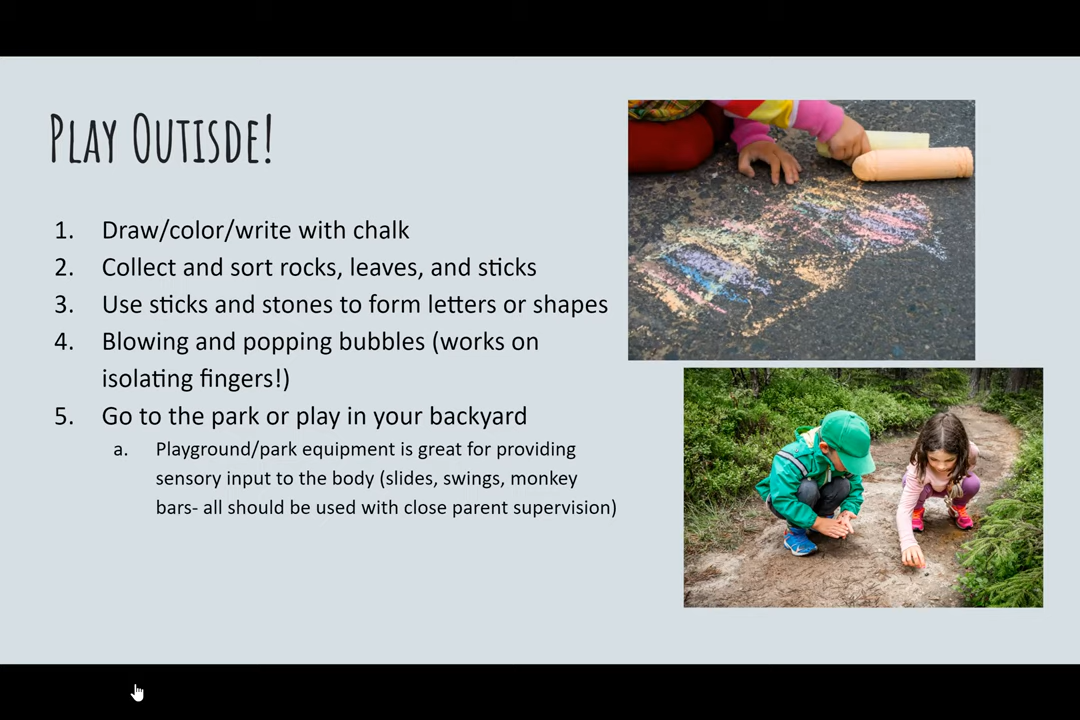 Play Outisde!
1. Draw/color/write with chalk
2. Collect and sort rocks, leaves, and sticks
3. Use sticks and stones to form letters or shapes
4. Blowing and popping bubbles (works on
isolating fingers!)
5. Go to the park or play in your backyard
a. Playground/park equipment is great for providing
sensory input to the body (slides, swings, monkey
bars- all should be used with close parent supervision)